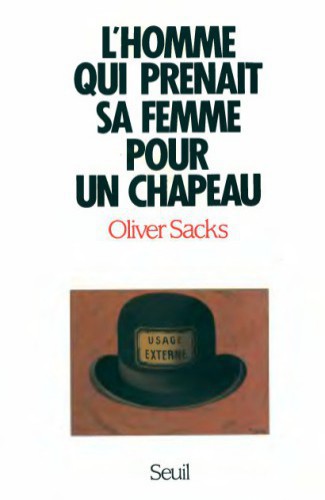 L'HOMME
QUI PRENAIT
SA FEMME
POUR
UN CHAPEAU
Oliver Sacks
USAGE
EXTERNE
Seuil